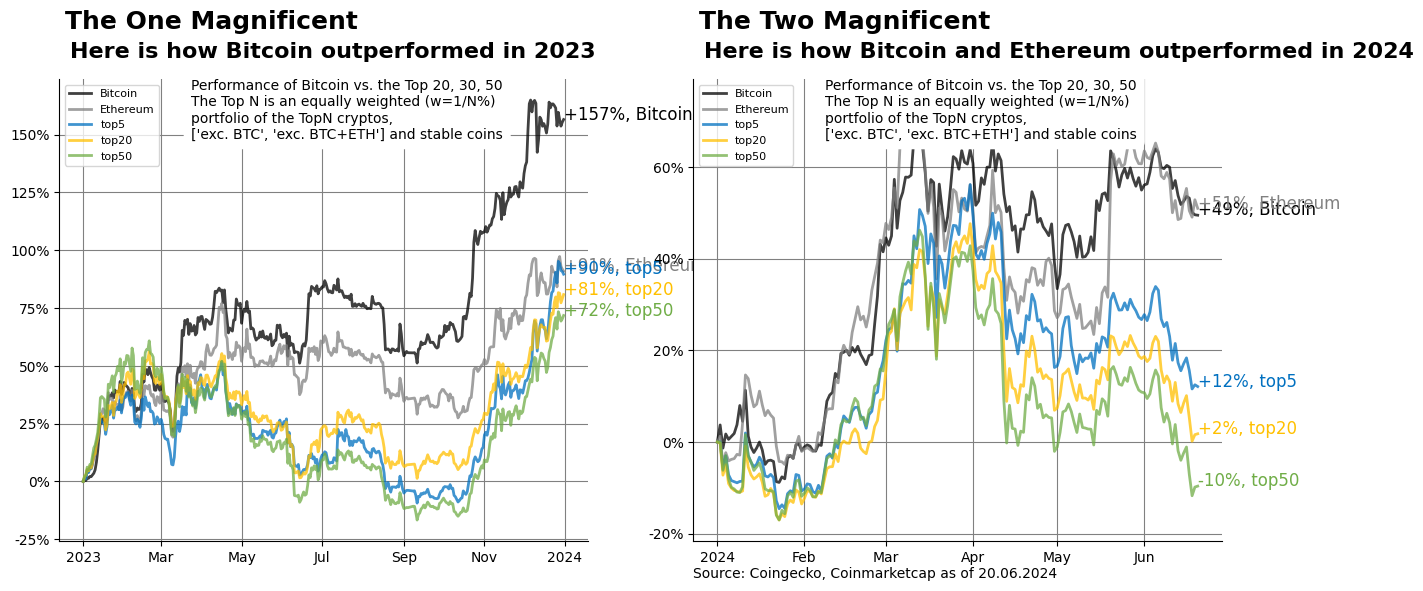 The One Magnificent
Here is how Bitcoin outperformed in 2023
Bitcoin
Ethereum
top5
top20
top50
Performance of Bitcoin vs. the Top 20, 30, 50
The Top N is an equally weighted (w=1/N%)
portfolio of the TopN cryptos,
['exc. BTC', 'exc. BTC+ETH'] and stable coins
150%
125%
100%
75%
50%
25%
0%
-25%
+157%, Bitcoin
+91%, Ethereum
+90%, top5
+81%, top20
+72%, top50
2023
Mar
May
Jul
Sep
Nov
2024
The Two Magnificent
Here is how Bitcoin and Ethereum outperformed in 2024
Bitcoin
Ethereum
top5
top20
top50
Performance of Bitcoin vs. the Top 20, 30, 50
The Top N is an equally weighted (w=1/N%)
portfolio of the TopN cryptos,
['exc. BTC', 'exc. BTC+ETH'] and stable coins
60%
40%
20%
0%
-20%
+51%, Ethereum
+49%, Bitcoin
+12%, top5
+2%, top20
-10%, top50
2024
Feb
Mar
Apr
May
Jun
Source: Coingecko, Coinmarketcap as of 20.06.2024